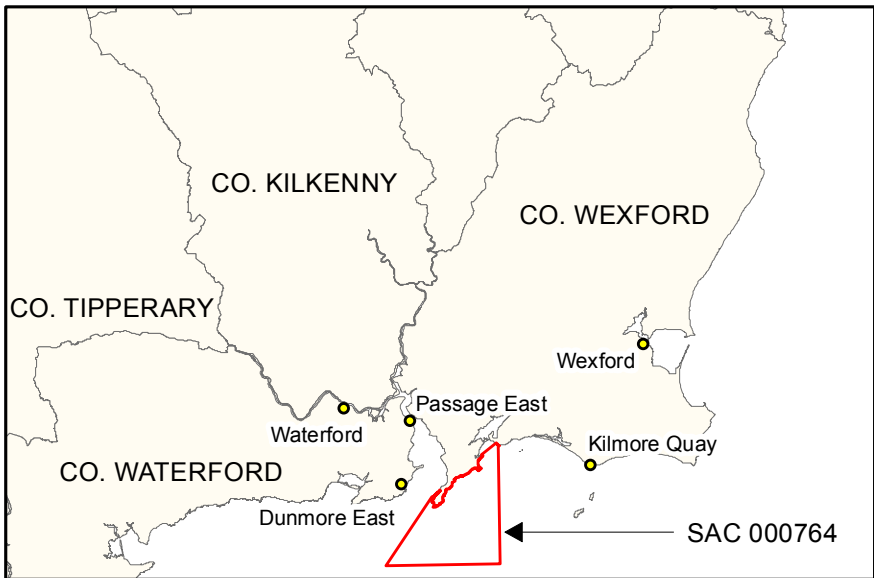 CO. KILKENNY
CO. WEXFORD
CO. TIPPERARY
Wexford
Passage East
Waterford
Kilmore Quay
CO. WATERFORD
Dunmore East
SAC 000764